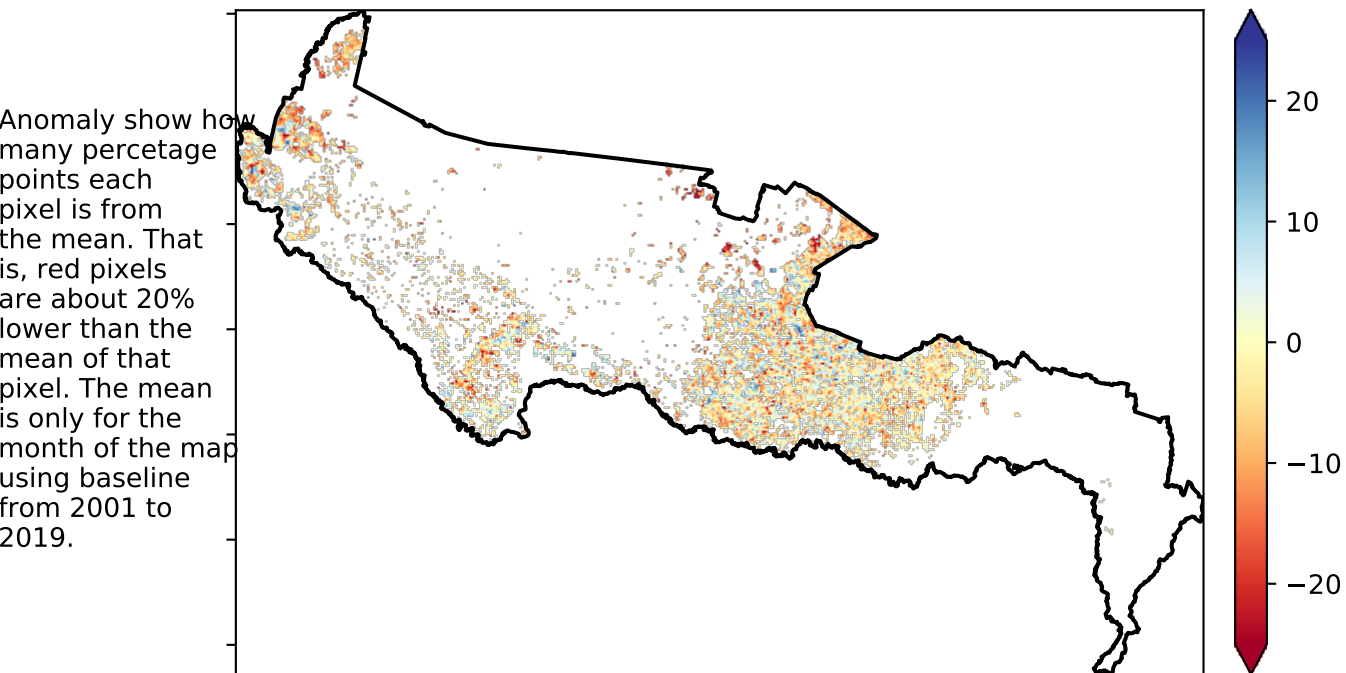 Anomaly show how
many percetage
points each
pixel is from
the mean. That
is, red pixels
are about 20%
lower than the
mean of that
pixel. The mean
is only for the
month of the map
using baseline
from 2001 to
2019.
20
10
0
−10
−20